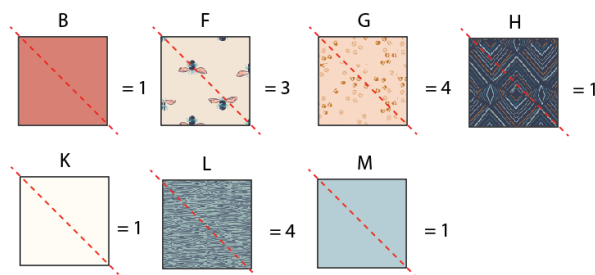 B F G H
= 1 = 3 = 4 = 1
K L M
= 1 = 4 = 1